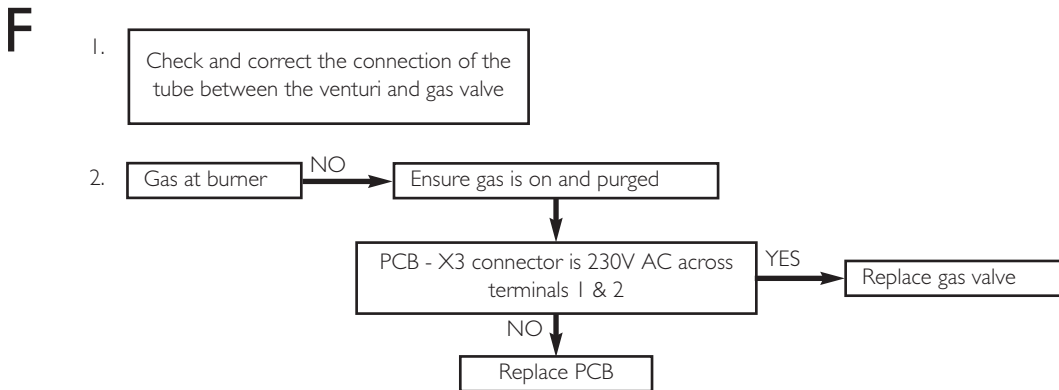 F
1.
Check and correct the connection of the
tube between the venturi and gas valve
2.
Gas at burner
NO
Ensure gas is on and purged
PCB - X3 connector is 230V AC across
terminals 1 & 2
YES
Replace gas valve
NO
Replace PCB